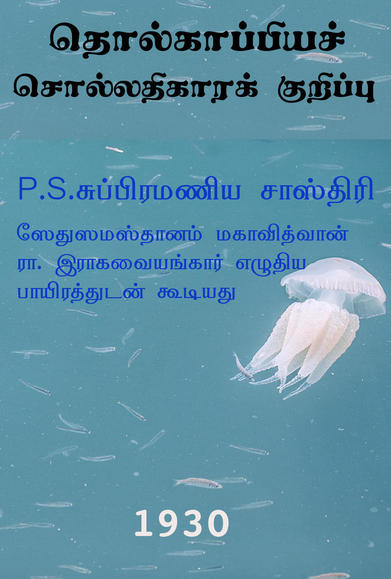 தொல்காப்பியச்
சொல்லதிகாரக் குறிப்பு
P.S.சுப்பிரமணிய சாஸ்திரி
ஸேதுஸமஸ்தானம் மகாவித்வான்
ரா. இராகவையங்கார் எழுதிய
பாயிரத்துடன் கூடியது
1930